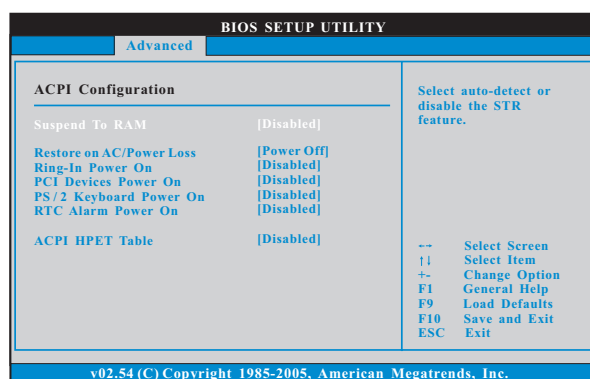 BIOS SETUP UTILITY
Advanced
ACPI Configuration
Suspend To RAM [Disabled]
Restore on AC/Power Loss [Power Off]
Ring-In Power On [Disabled]
PCI Devices Power On [Disabled]
PS/2 Keyboard Power On [Disabled]
RTC Alarm Power On [Disabled]
ACPI HPET Table [Disabled]
Select auto-detect or
disable the STR
feature.
←→ Select Screen
↑↓ Select Item
+- Change Option
F1 General Help
F9 Load Defaults
F10 Save and Exit
ESC Exit
v02.54 (C) Copyright 1985-2005, American Megatrends, Inc.